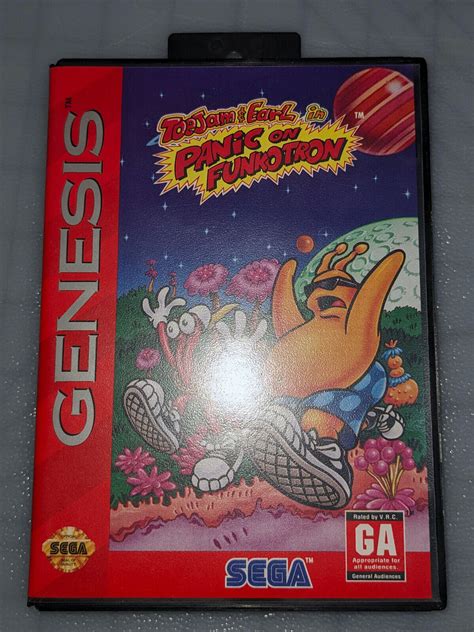 ToeJam & Earl in
PANIC ON
FUNKOTRON
TM
GENESIS
TM
Rated by V.R.C.
GA
Appropriate for
all audiences.
General Audiences
SEGA
SEGA
TM